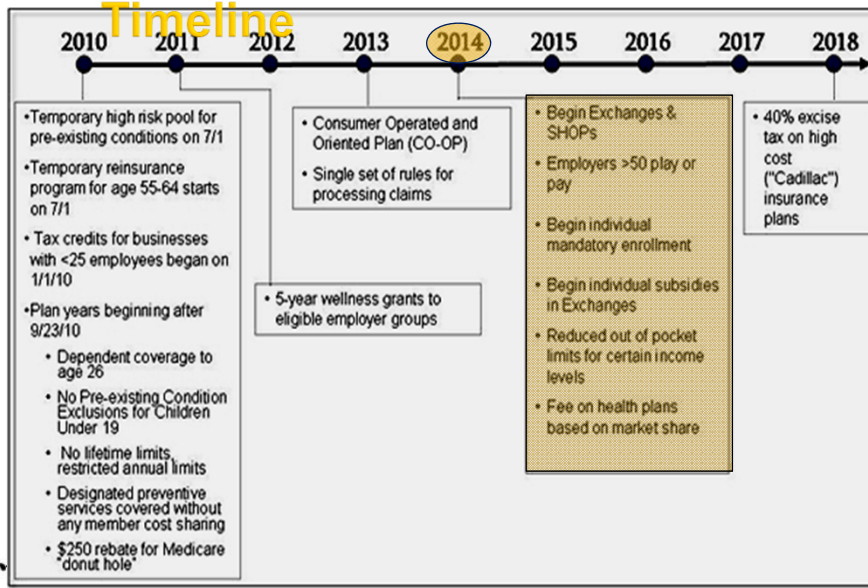 Timeline
2010 2011 2012 2013 2014 2015 2016 2017 2018
•Temporary high risk pool for
pre-existing conditions on 7/1
•Temporary reinsurance
program for age 55-64 starts
on 7/1
• Tax credits for businesses
with <25 employees began on
1/1/10
•Plan years beginning after
9/23/10
• Dependent coverage to
age 26
• No Pre-existing Condition
Exclusions for Children
Under 19
• No lifetime limits,
restricted annual limits
• Designated preventive
services covered without
any member cost sharing
• $250 rebate for Medicare
"donut hole"
• 5-year wellness grants to
eligible employer groups
• Consumer Operated and
Oriented Plan (CO-OP)
• Single set of rules for
processing claims
• Begin Exchanges &
SHOPs
• Employers >50 play or
pay
• Begin individual
mandatory enrollment
• Begin individual subsidies
in Exchanges
• Reduced out of pocket
limits for certain income
levels
• Fee on health plans
based on market share
• 40% excise
tax on high
cost
("Cadillac")
insurance
plans